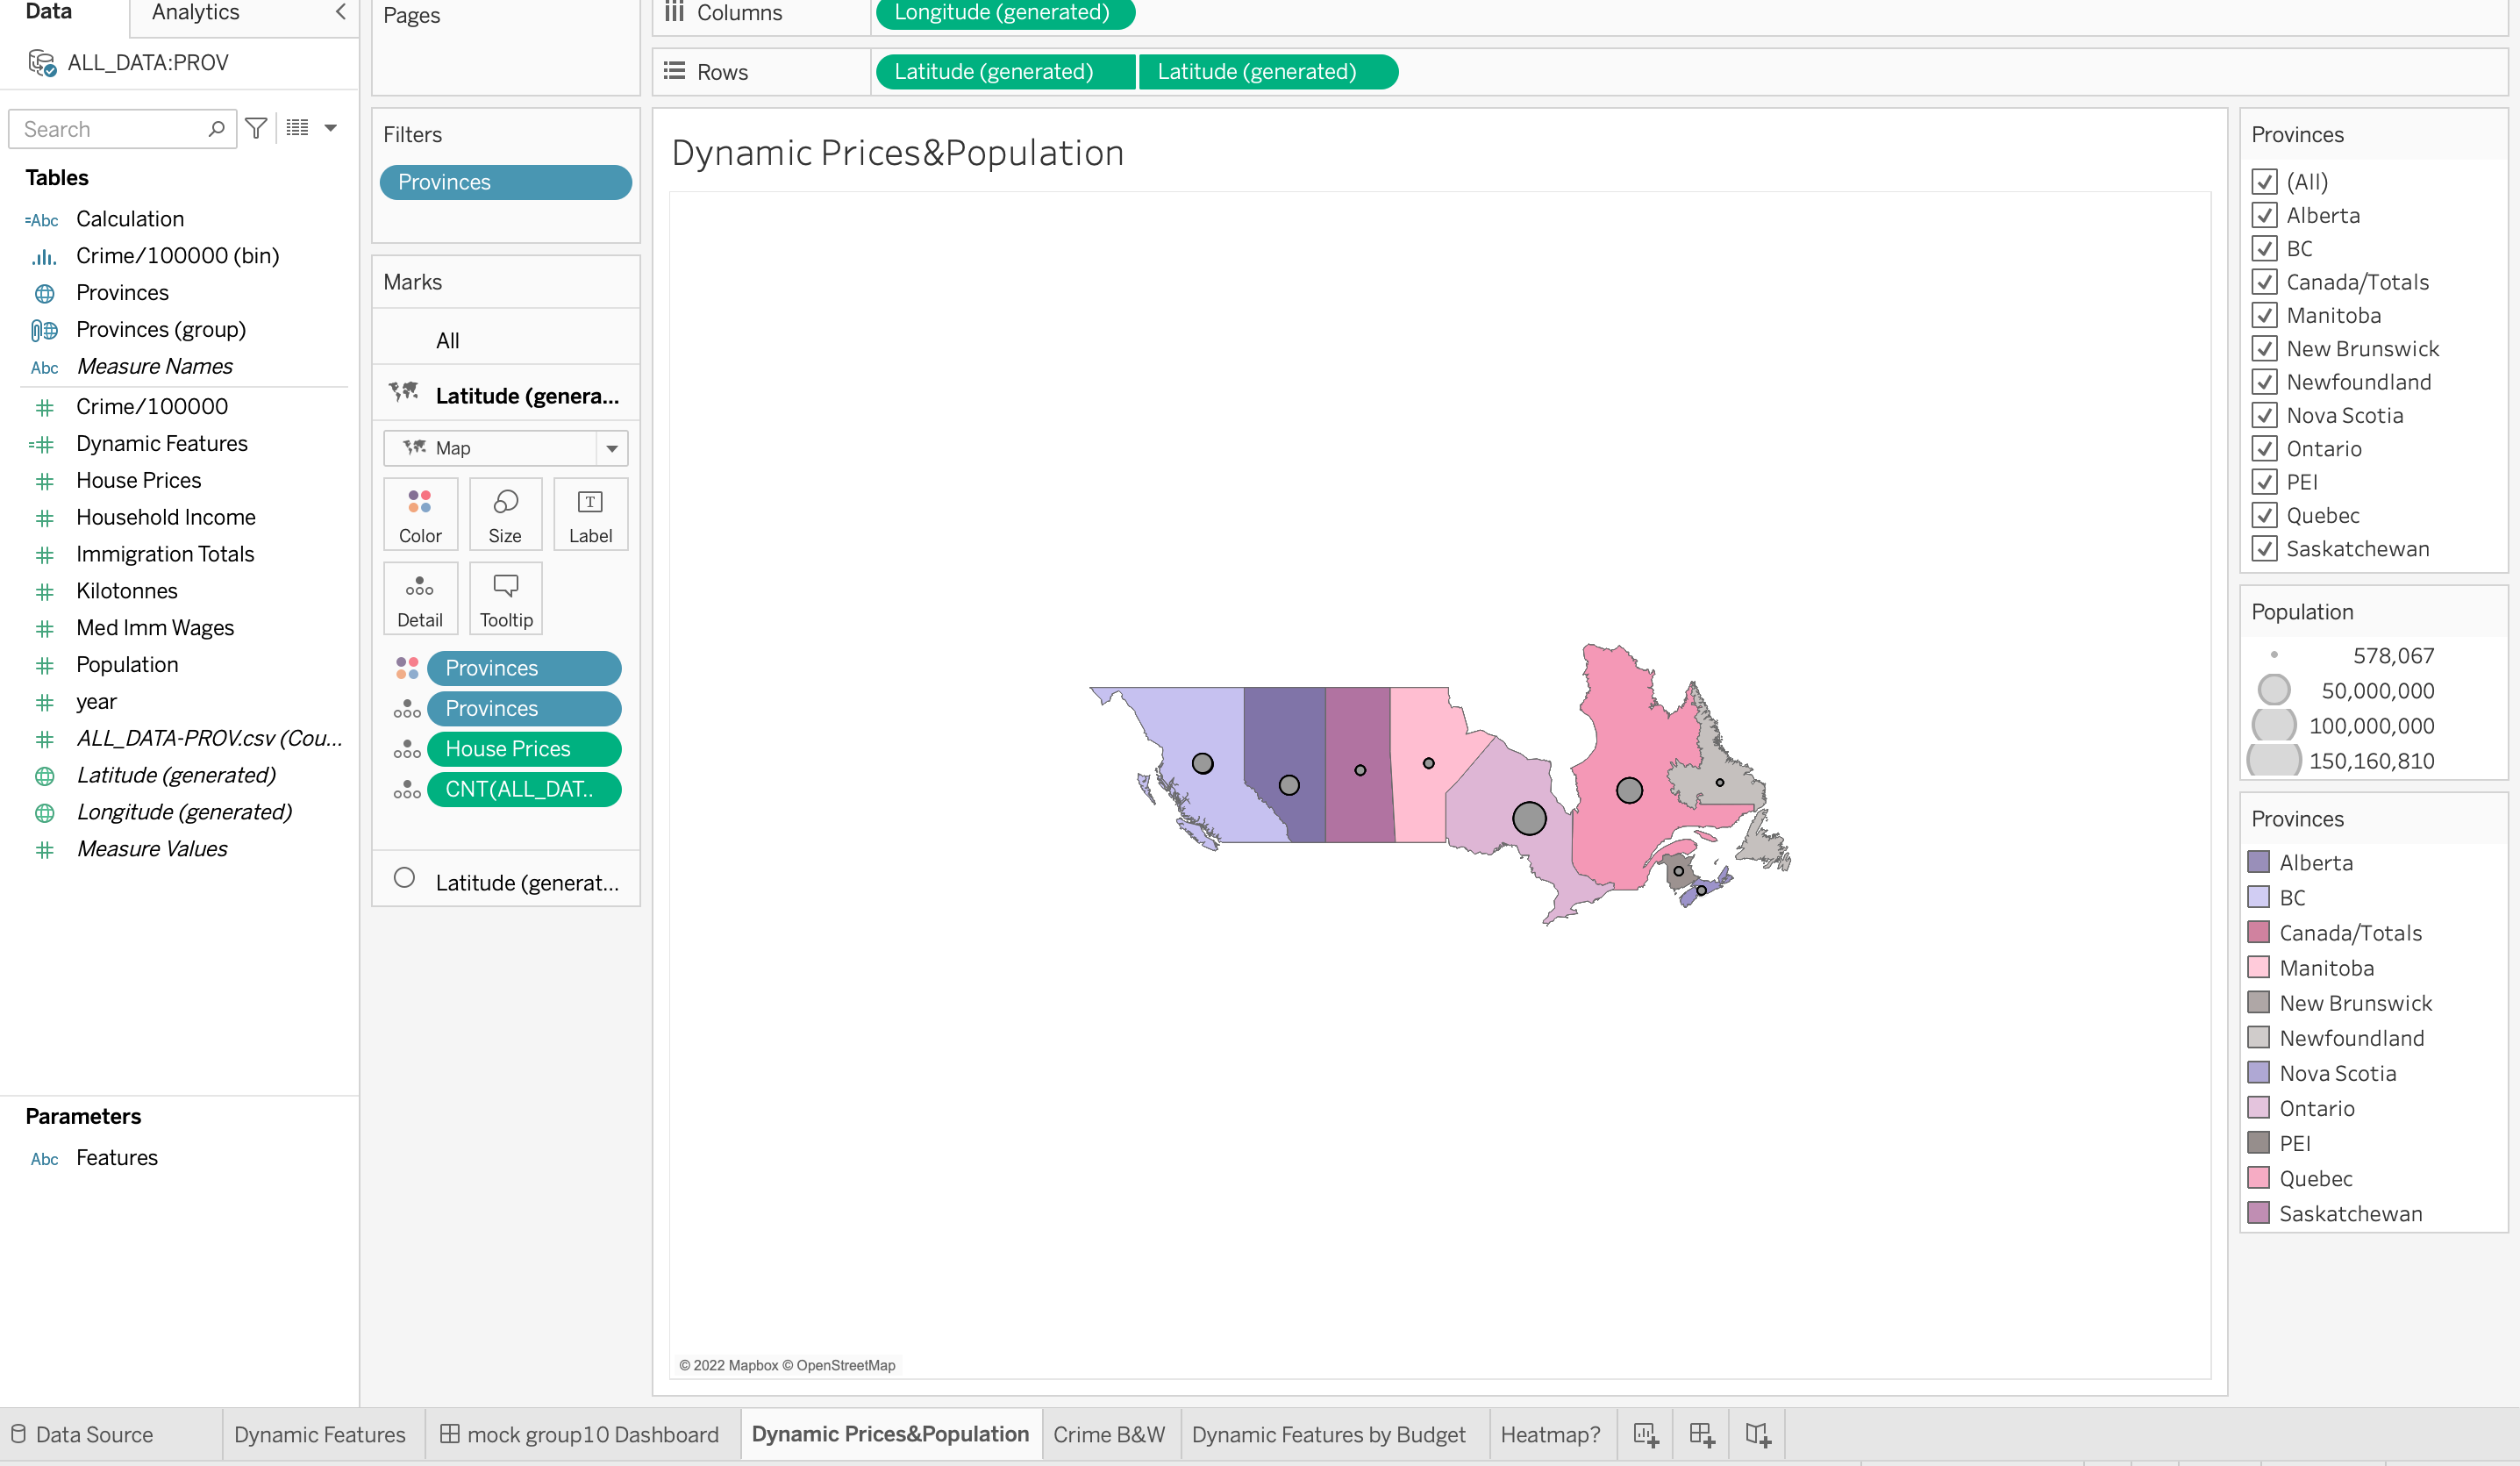 Data
Analytics
ALL_DATA:PROV
Search
Tables
=Abc Calculation
Crime/100000 (bin)
Provinces
Provinces (group)
Abc Measure Names
Crime/100000
Dynamic Features
House Prices
Household Income
Immigration Totals
Kilotonnes
Med Imm Wages
Population
year
ALL_DATA-PROV.csv (Cou...
Latitude (generated)
Longitude (generated)
Measure Values
Parameters
Abc Features
Pages
Filters
Provinces
Marks
All
Latitude (genera...
Map
Color
Size
T
Label
Detail
Tooltip
Provinces
Provinces
House Prices
CNT(ALL_DAT..
Latitude (generat...
Columns
Longitude (generated)
Rows
Latitude (generated)
Latitude (generated)
Dynamic Prices&Population
© 2022 Mapbox © OpenStreetMap
Provinces
(All)
Alberta
BC
Canada/Totals
Manitoba
New Brunswick
Newfoundland
Nova Scotia
Ontario
PEI
Quebec
Saskatchewan
Population
578,067
50,000,000
100,000,000
150,160,810
Provinces
Alberta
BC
Canada/Totals
Manitoba
New Brunswick
Newfoundland
Nova Scotia
Ontario
PEI
Quebec
Saskatchewan
Data Source
Dynamic Features
mock group10 Dashboard
Dynamic Prices&Population
Crime B&W
Dynamic Features by Budget
Heatmap?